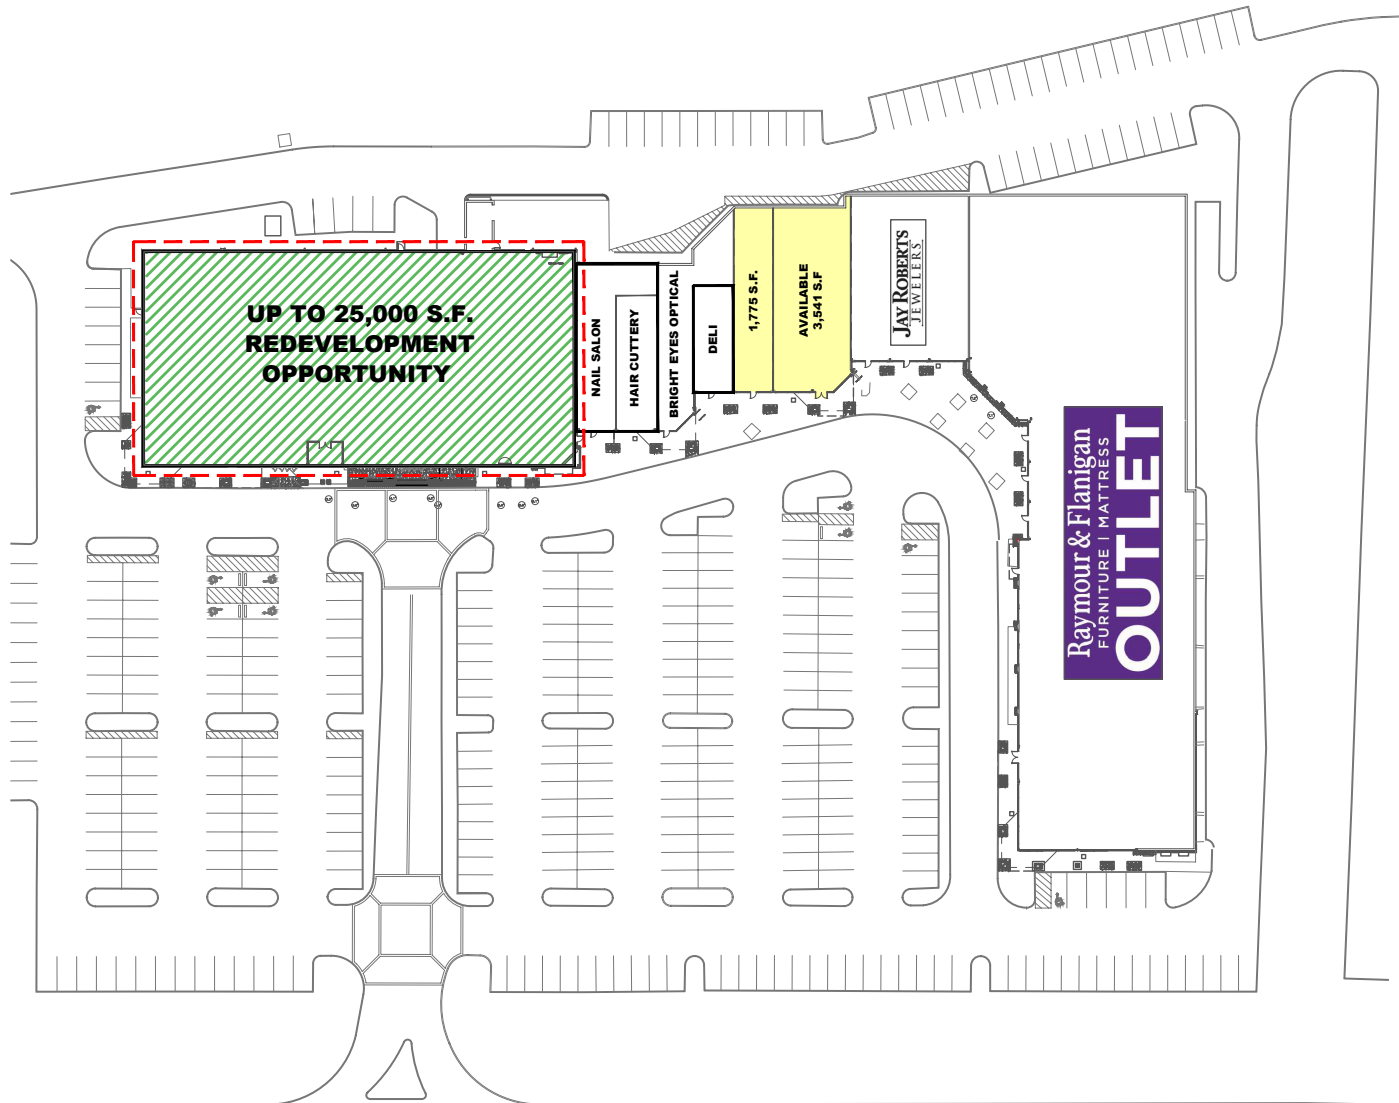 UP TO 25,000 S.F.
REDEVELOPMENT
OPPORTUNITY
NAIL SALON
HAIR CUTTERY
BRIGHT EYES OPTICAL
DELI
1,775 S.F.
AVAILABLE
3,541 S.F
JAY ROBERTS
JEWELERS
Raymour & Flanigan
FURNITURE | MATTRESS
OUTLET